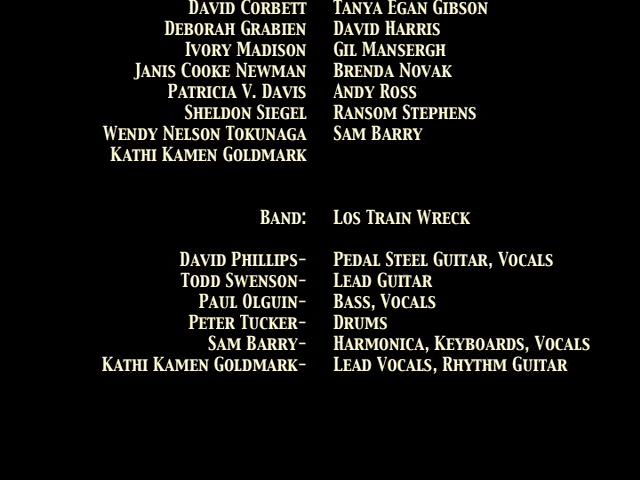 David Corbett Tanya Egan Gibson
Deborah Grabien David Harris
Ivory Madison Gil Mansergh
Janis Cooke Newman Brenda Novak
Patricia V. Davis Andy Ross
Sheldon Siegel Ransom Stephens
Wendy Nelson Tokunaga Sam Barry
Kathi Kamen Goldmark
Band: Los Train Wreck
David Phillips- Pedal Steel Guitar, Vocals
Todd Swenson- Lead Guitar
Paul Olguin- Bass, Vocals
Peter Tucker- Drums
Sam Barry- Harmonica, Keyboards, Vocals
Kathi Kamen Goldmark- Lead Vocals, Rhythm Guitar